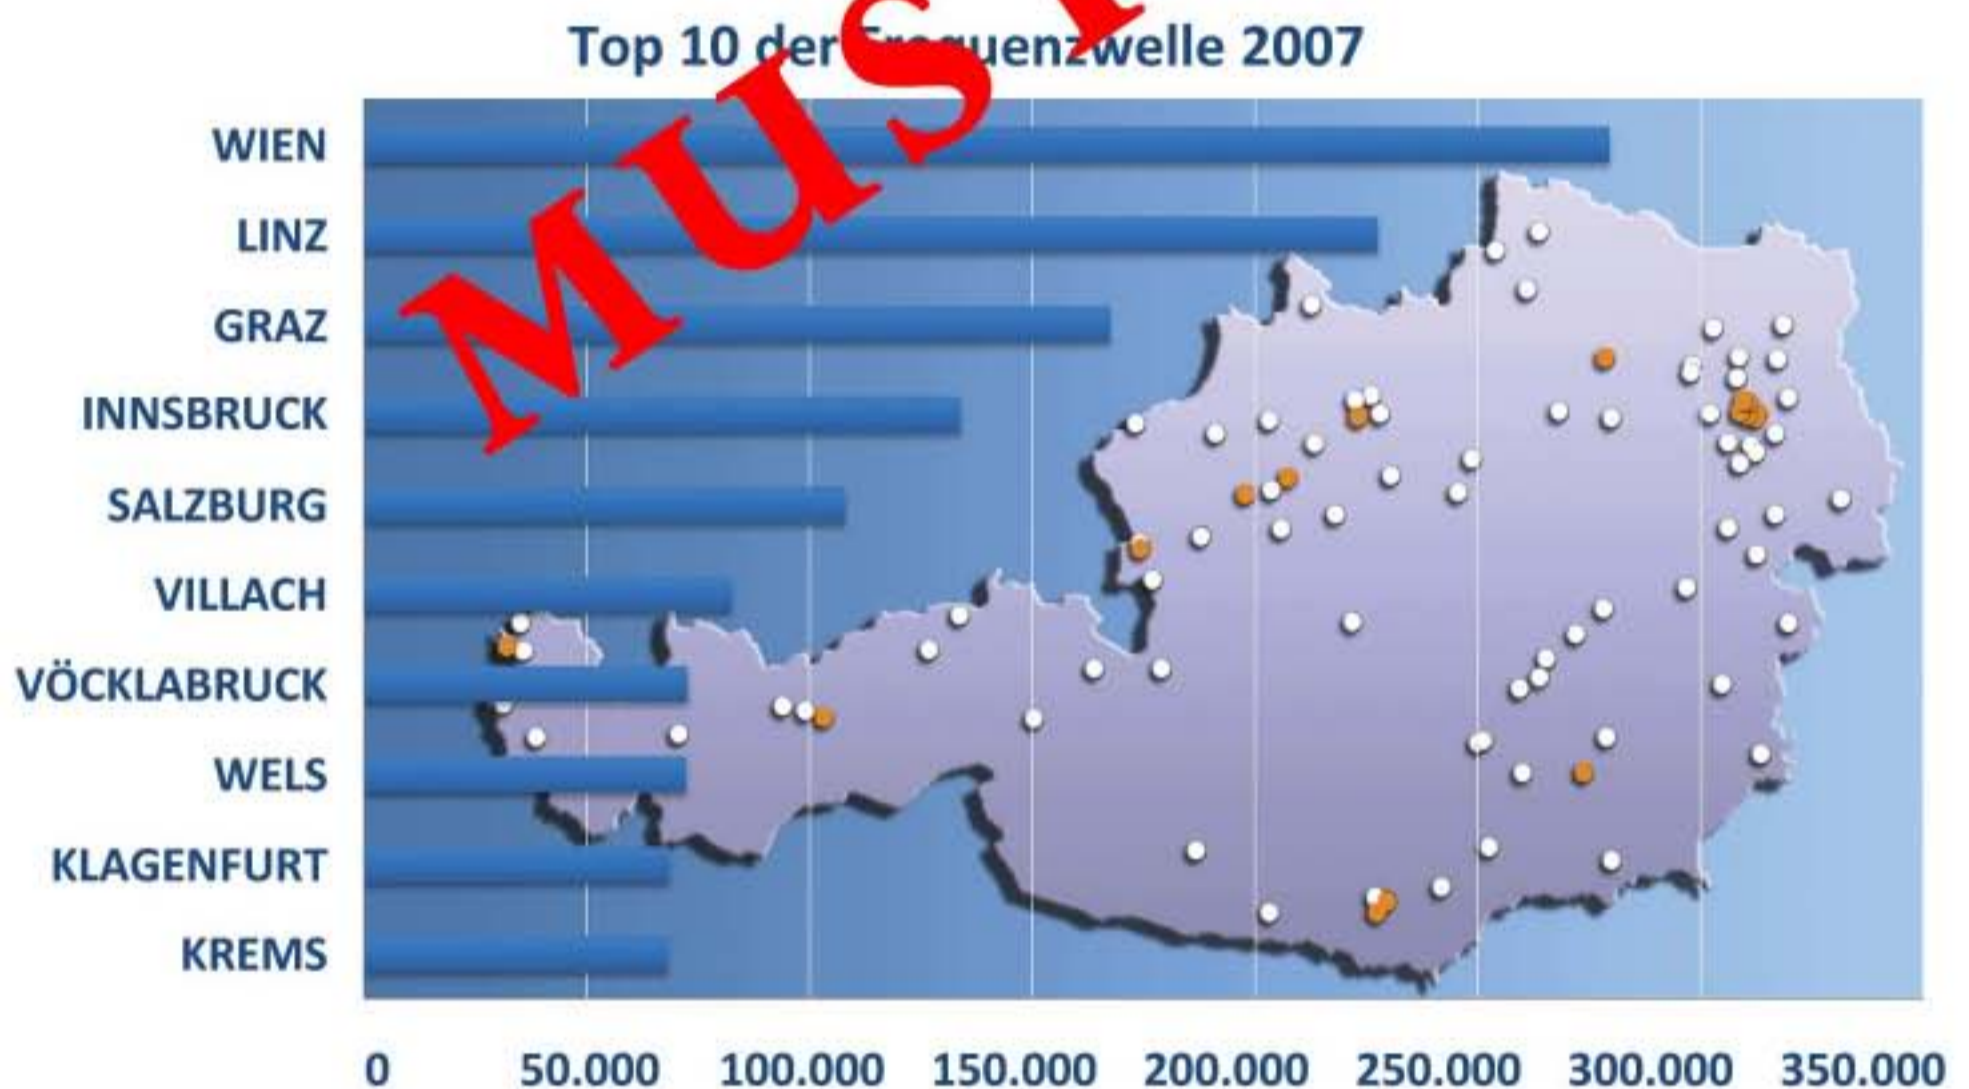 Top 10 der Frequenzwelle 2007
MUS
WIEN
LINZ
GRAZ
INNSBRUCK
SALZBURG
VILLACH
VÖCKLABRUCK
WELS
KLAGENFURT
KREMS
0 50.000 100.000 150.000 200.000 250.000 300.000 350.000